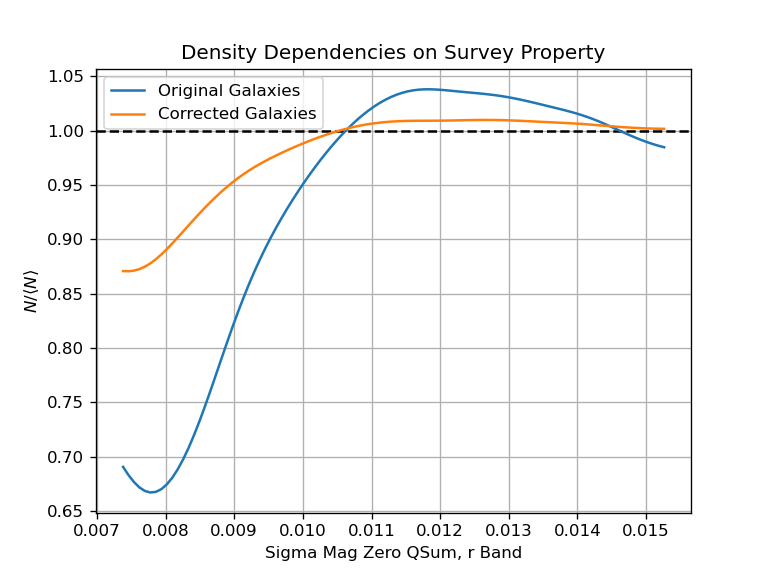 Density Dependencies on Survey Property
Original Galaxies
Corrected Galaxies
1.05
1.00
0.95
0.90
0.85
0.80
0.75
0.70
0.65
N/⟨N⟩
0.007 0.008 0.009 0.010 0.011 0.012 0.013 0.014 0.015
Sigma Mag Zero QSum, r Band